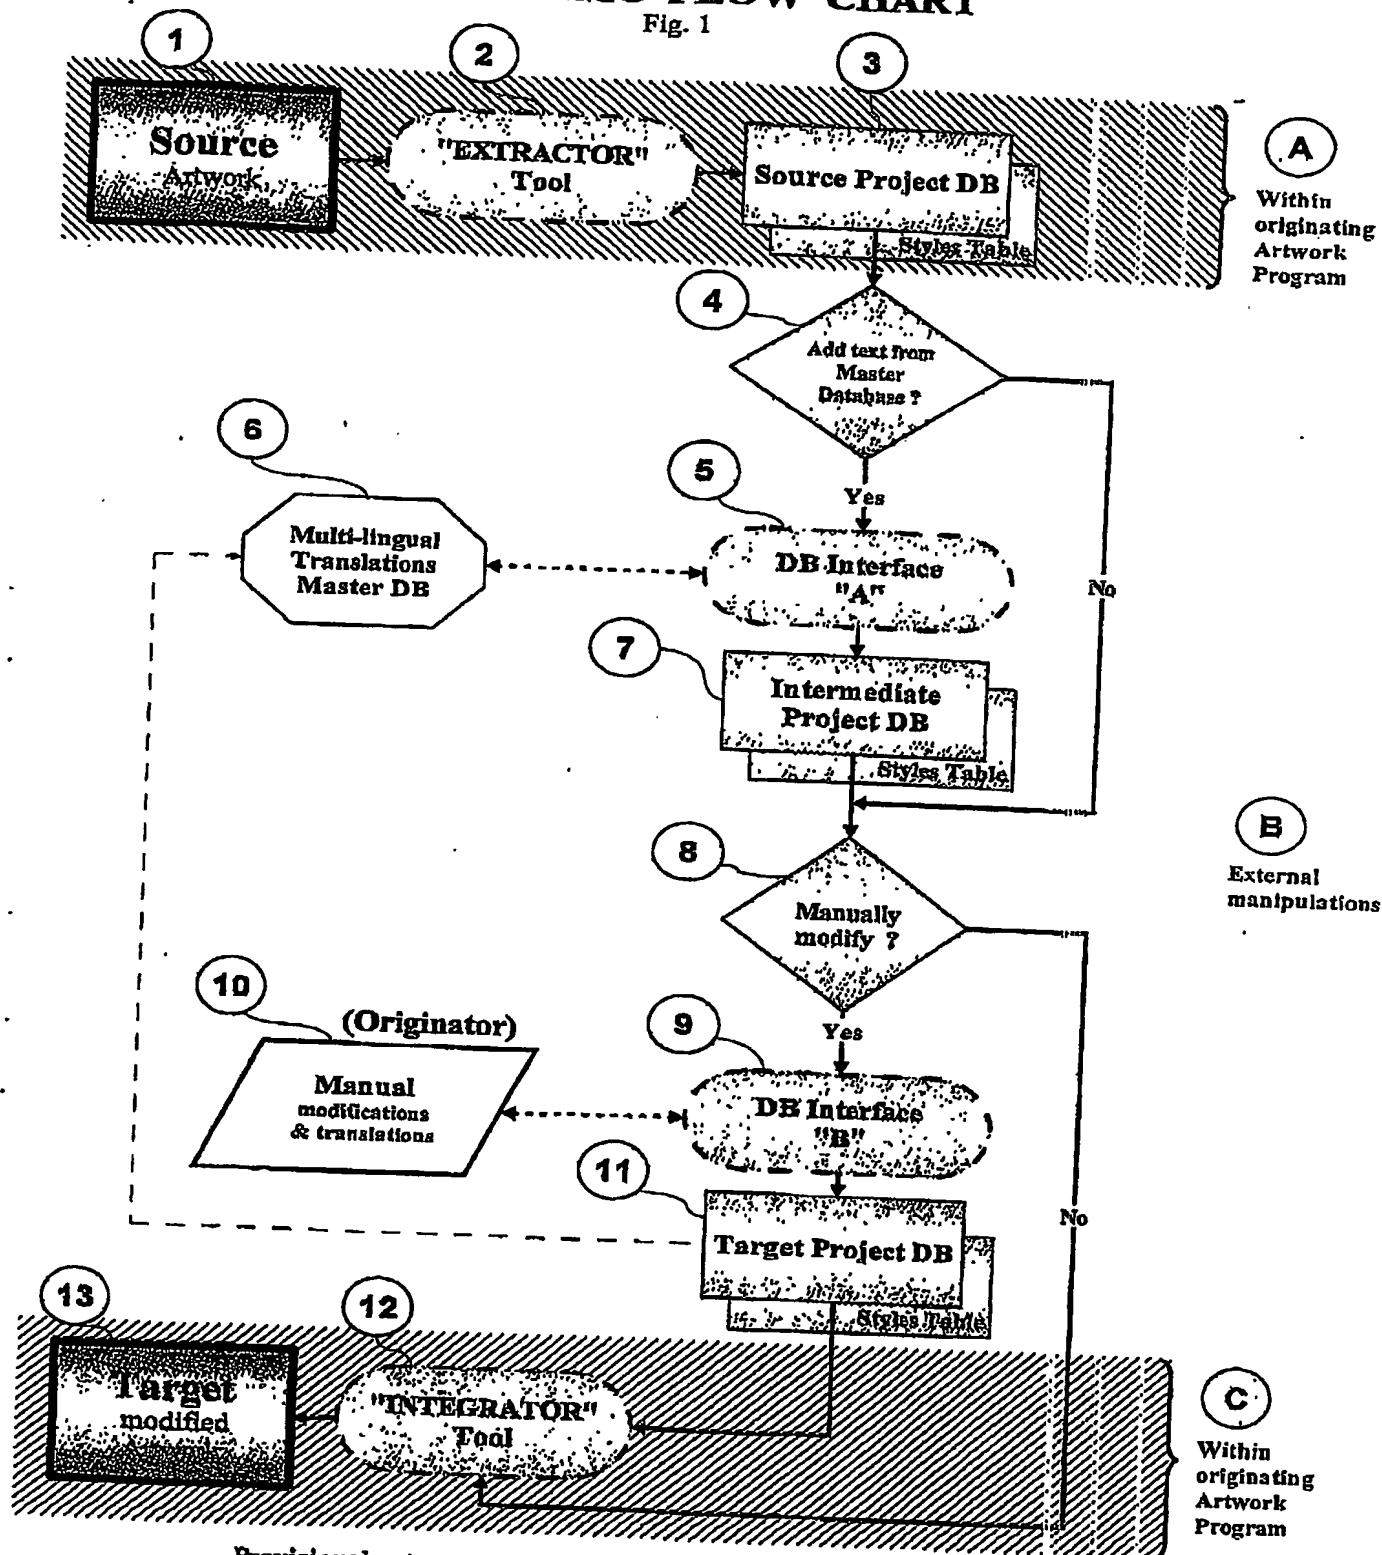 FLOW CHART
Fig. 1
1
2
3
Source
Artwork
"EXTRACTOR"
Tool
Source Project DB
Styles Table
A
Within
originating
Artwork
Program
4
Add text from
Master
Database ?
6
5
Yes
Multi-lingual
Translations
Master DB
DB Interface
"A"
No
7
Intermediate
Project DB
Styles Table
B
External
manipulations
8
Manually
modify ?
10
(Originator)
9
Yes
Manual
modifications
& translations
DB Interface
"B"
11
No
Target Project DB
Styles Table
13
12
Target
modified
"INTEGRATOR"
Tool
C
Within
originating
Artwork
Program